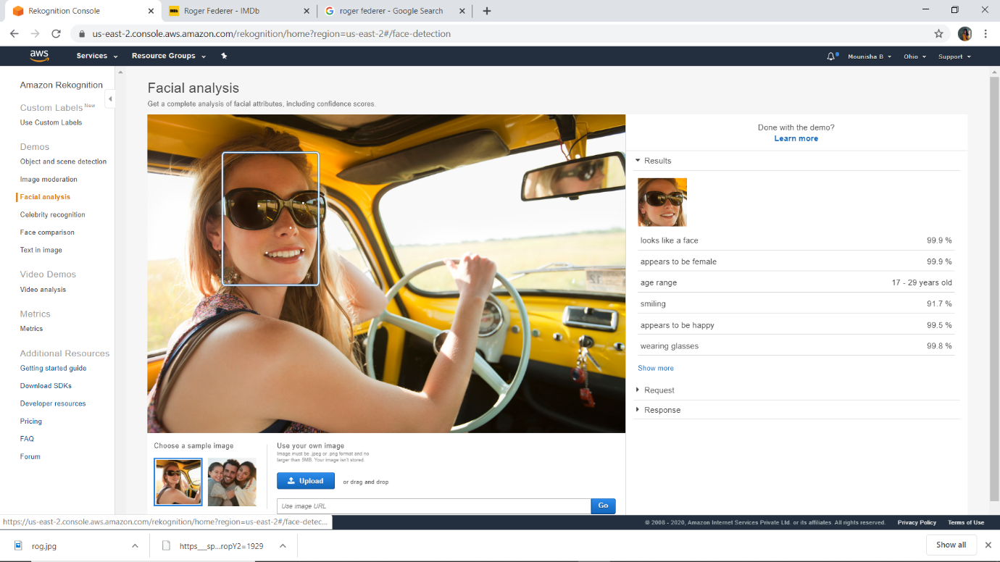 Rekognition Console
Roger Federer - IMDb
roger federer - Google Search
us-east-2.console.aws.amazon.com/rekognition/home?region=us-east-2#/face-detection
aws
Services
Resource Groups
Mounisha B
Ohio
Support
Amazon Rekognition
Custom Labels New
Use Custom Labels
Demos
Object and scene detection
Image moderation
Facial analysis
Celebrity recognition
Face comparison
Text in image
Video Demos
Video analysis
Metrics
Metrics
Additional Resources
Getting started guide
Download SDKs
Developer resources
Pricing
FAQ
Forum
Facial analysis
Get a complete analysis of facial attributes, including confidence scores.
Done with the demo?
Learn more
Results
looks like a face 99.9 %
appears to be female 99.9 %
age range 17 - 29 years old
smiling 91.7 %
appears to be happy 99.5 %
wearing glasses 99.8 %
Show more
Request
Response
Choose a sample image
Use your own image
Image must be .jpeg or .png format and no
larger than 5MB. Your image isn't stored.
Upload
or drag and drop
Use image URL
Go
https://us-east-2.console.aws.amazon.com/rekognition/home?region=us-east-2#/face-detec...
© 2008 - 2020, Amazon Internet Services Private Ltd. or its affiliates. All rights reserved.
Privacy Policy
Terms of Use
rog.jpg
https___sp...ropY2=1929
Show all